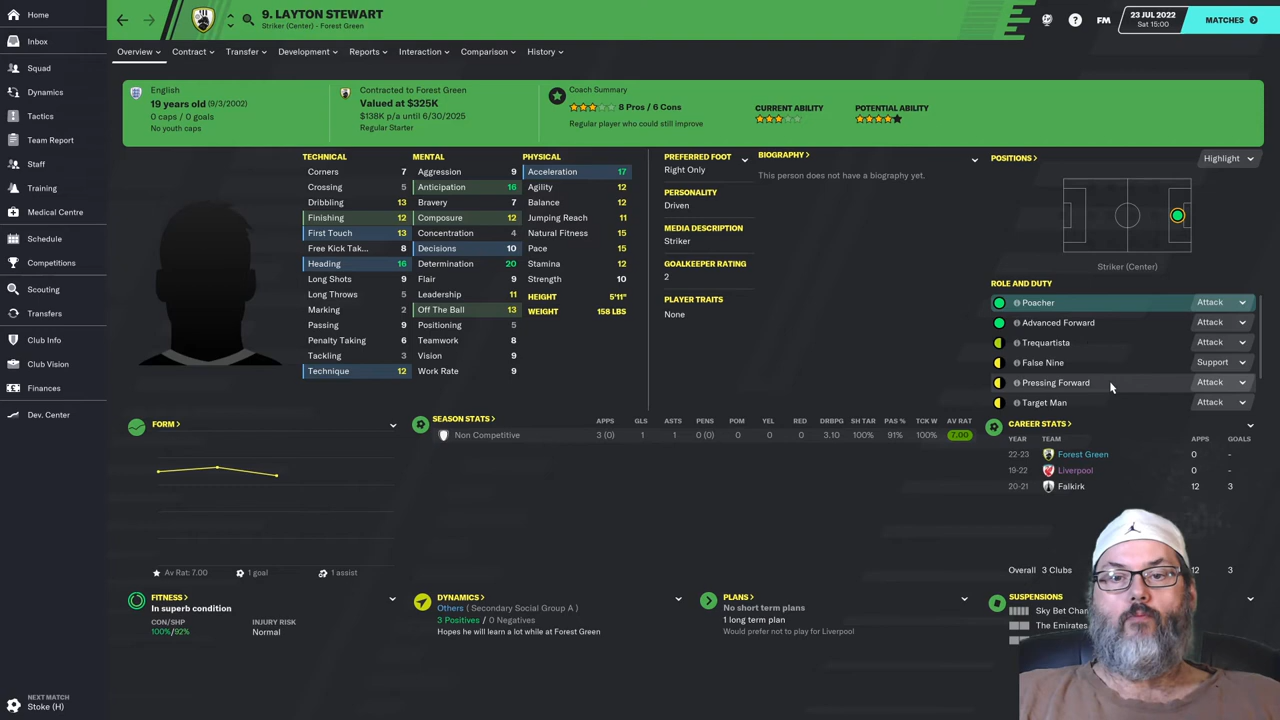 Home
Inbox
Squad
Dynamics
Tactics
Team Report
Staff
Training
Medical Centre
Schedule
Competitions
Scouting
Transfers
Club Info
Club Vision
Finances
Dev. Center
NEXT MATCH
Stoke (H)
9. LAYTON STEWART
Striker (Center) - Forest Green
FM
23 JUL 2022
Sat 15:00
MATCHES
Overview
Contract
Transfer
Development
Reports
Interaction
Comparison
History
English
19 years old (9/3/2002)
0 caps / 0 goals
No youth caps
Contracted to Forest Green
Valued at $325K
$138K p/a until 6/30/2025
Regular Starter
Coach Summary
8 Pros / 6 Cons
Regular player who could still improve
CURRENT ABILITY
POTENTIAL ABILITY
TECHNICAL
Corners 7
Crossing 5
Dribbling 13
Finishing 12
First Touch 13
Free Kick Tak... 8
Heading 16
Long Shots 9
Long Throws 5
Marking 2
Passing 9
Penalty Taking 6
Tackling 3
Technique 12
MENTAL
Aggression 9
Anticipation 16
Bravery 7
Composure 12
Concentration 4
Decisions 10
Determination 20
Flair 9
Leadership 11
Off The Ball 13
Positioning 5
Teamwork 8
Vision 9
Work Rate 9
PHYSICAL
Acceleration 17
Agility 12
Balance 12
Jumping Reach 11
Natural Fitness 15
Pace 15
Stamina 12
Strength 10
HEIGHT 5'11"
WEIGHT 158 LBS
PREFERRED FOOT
Right Only
PERSONALITY
Driven
MEDIA DESCRIPTION
Striker
GOALKEEPER RATING
2
PLAYER TRAITS
None
BIOGRAPHY
This person does not have a biography yet.
POSITIONS
Highlight
Striker (Center)
ROLE AND DUTY
Poacher Attack
Advanced Forward Attack
Trequartista Attack
False Nine Support
Pressing Forward Attack
Target Man Attack
FORM
Av Rat: 7.00
1 goal
1 assist
SEASON STATS
APPS GLS ASTS PENS POM YEL RED DRBPG SH TAR PAS % TCK W AV RAT
Non Competitive 3 (0) 1 1 0 (0) 0 0 0 3.10 100% 91% 100% 7.00
CAREER STATS
YEAR TEAM APPS GOALS
22-23 Forest Green 0 -
19-22 Liverpool 0 -
20-21 Falkirk 12 3
Overall 3 Clubs 12 3
FITNESS
In superb condition
CON/SHP
100%/92%
INJURY RISK
Normal
DYNAMICS
Others ( Secondary Social Group A )
3 Positives / 0 Negatives
Hopes he will learn a lot while at Forest Green
PLANS
No short term plans
1 long term plan
Would prefer not to play for Liverpool
SUSPENSIONS
Sky Bet Chan
The Emirates